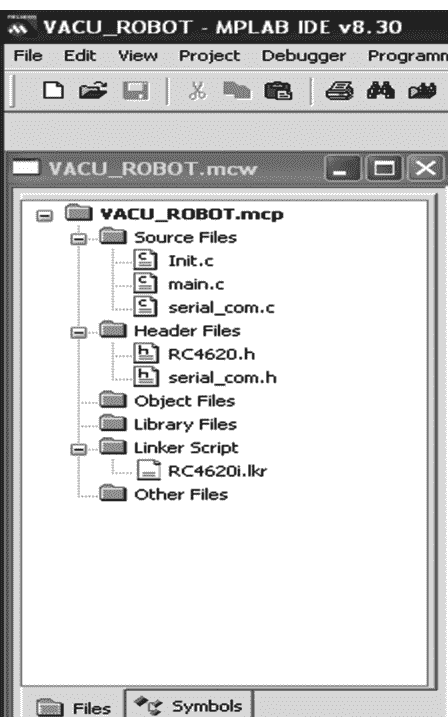 VACU_ROBOT - MPLAB IDE v8.30
File Edit View Project Debugger Programm
VACU_ROBOT.mcw
VACU_ROBOT.mcp
Source Files
Init.c
main.c
serial_com.c
Header Files
RC4620.h
serial_com.h
Object Files
Library Files
Linker Script
RC4620i.lkr
Other Files
Files Symbols